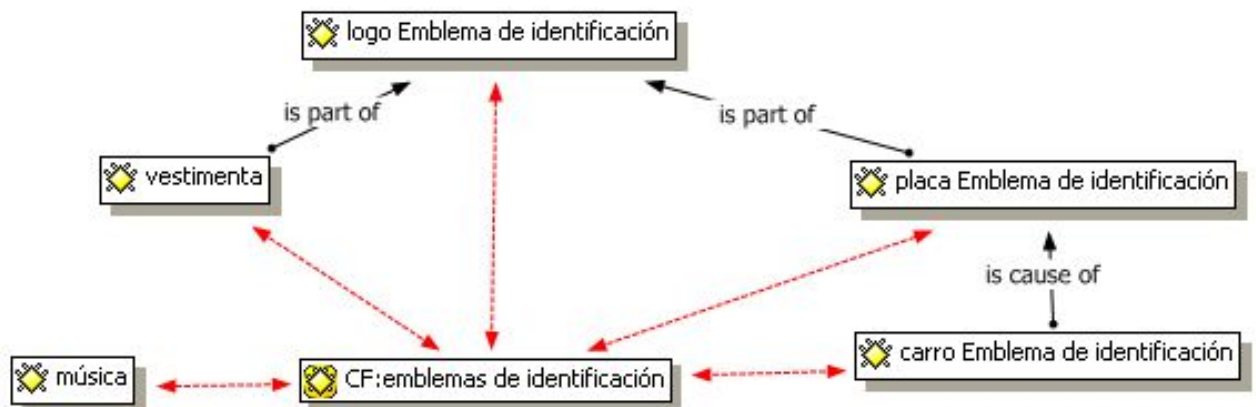 logo Emblema de identificación
is part of
is part of
vestimenta
placa Emblema de identificación
is cause of
carro Emblema de identificación
música
CF:emblemas de identificación